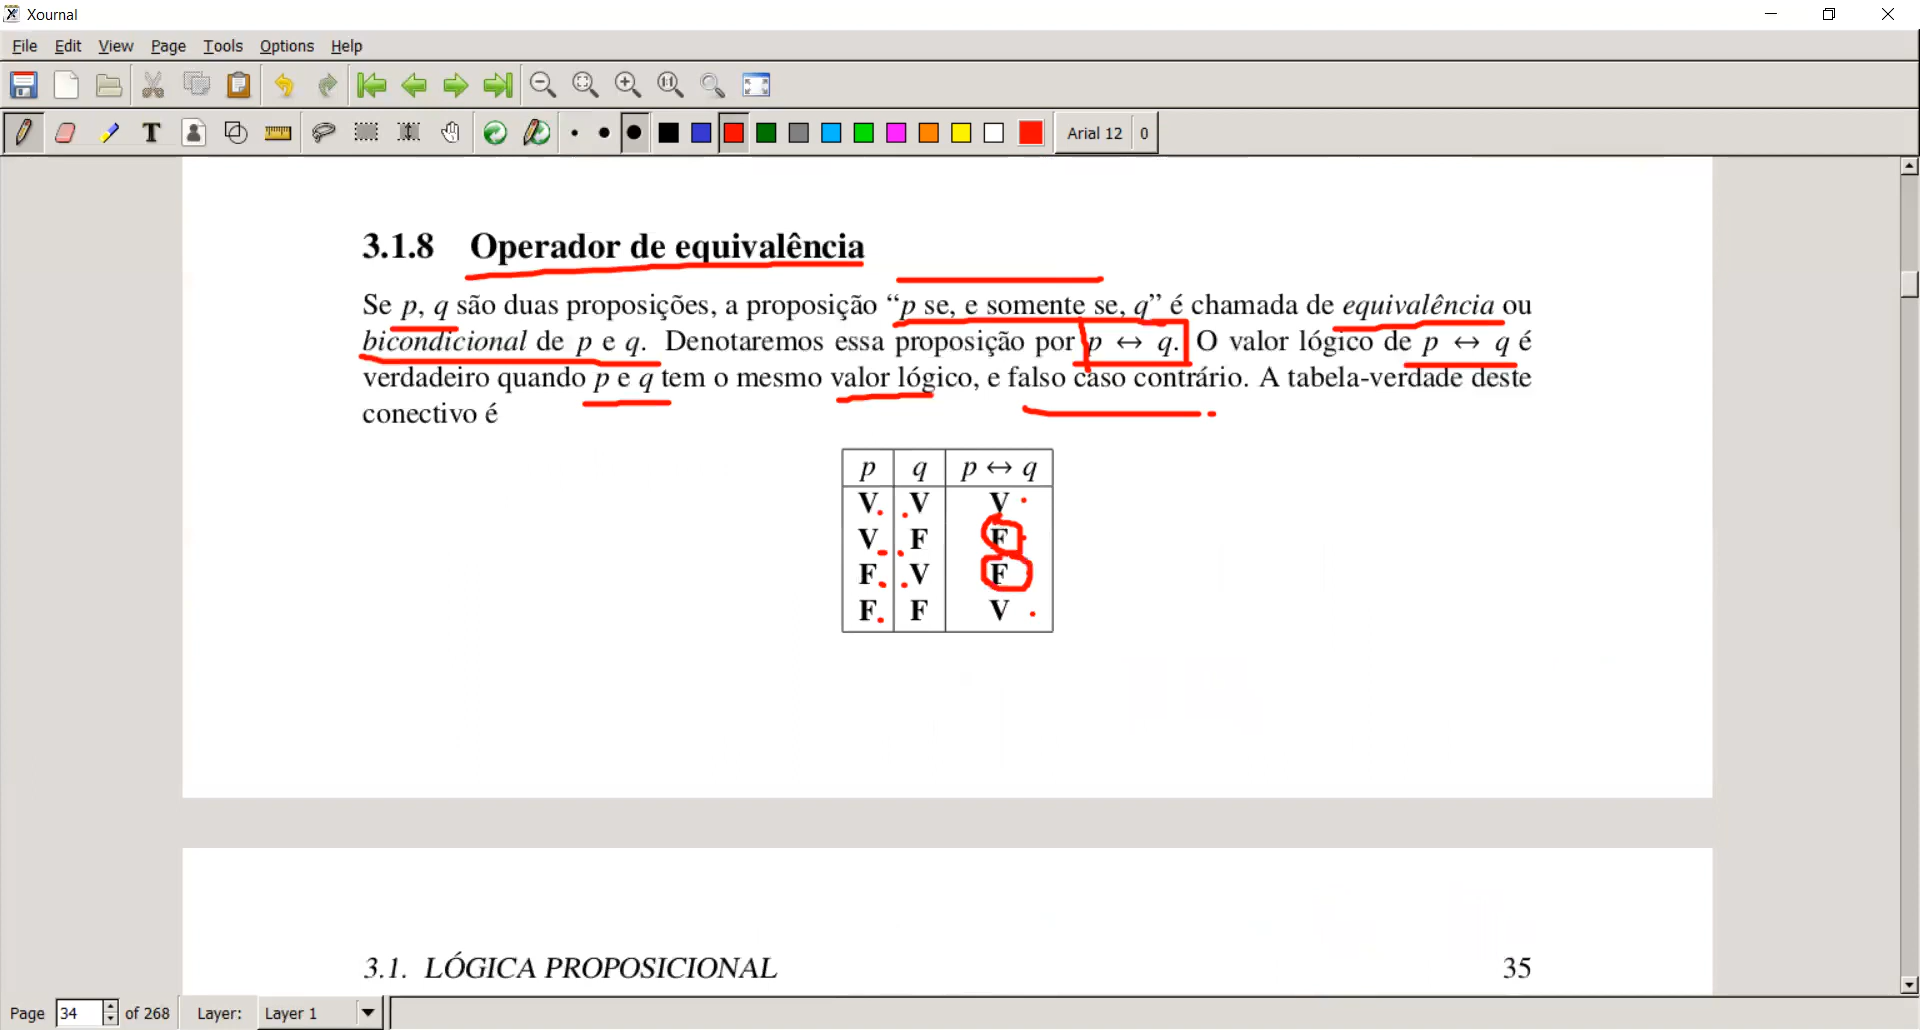 Xournal
File Edit View Page Tools Options Help
Arial 12 0
3.1.8 Operador de equivalência
Se p, q são duas proposições, a proposição “p se, e somente se, q” é chamada de equivalência ou
bicondicional de p e q. Denotaremos essa proposição por p ↔ q. O valor lógico de p ↔ q é
verdadeiro quando p e q tem o mesmo valor lógico, e falso caso contrário. A tabela-verdade deste
conectivo é
p q p ↔ q
V V V
V F F
F V F
F F V
3.1. LÓGICA PROPOSICIONAL 35
Page 34 of 268 Layer: Layer 1